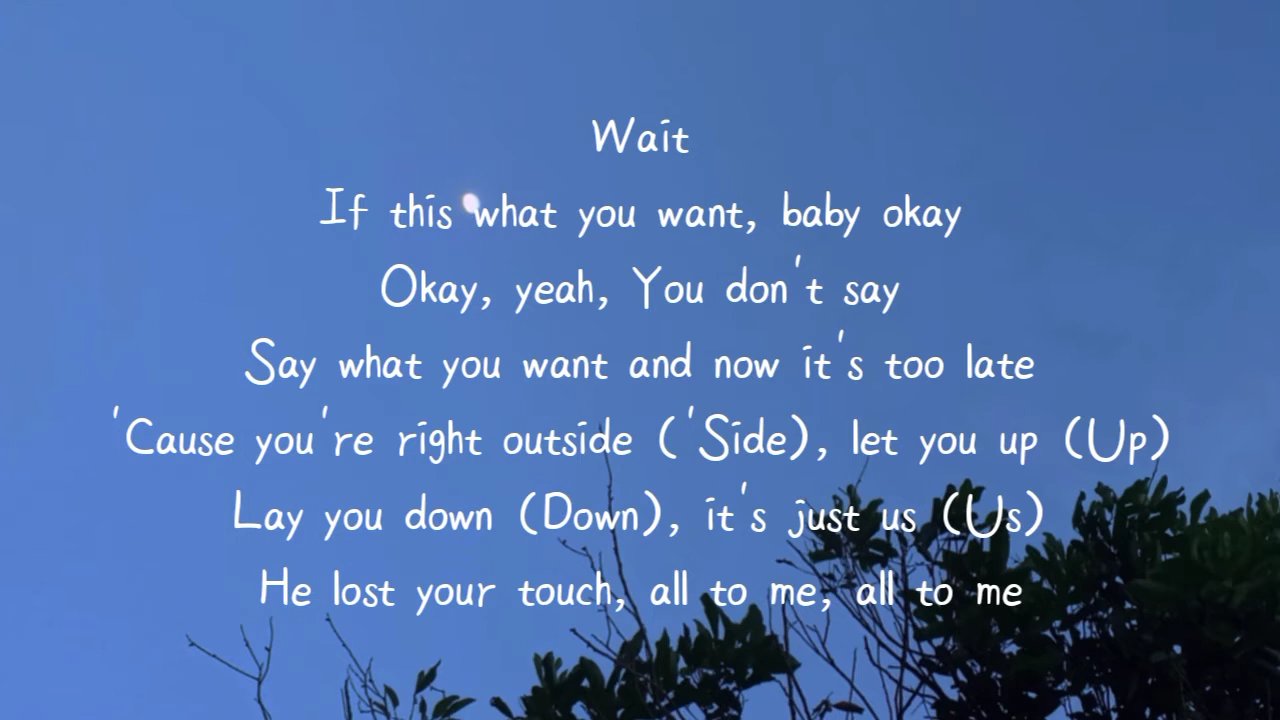 Wait
If this what you want, baby okay
Okay, yeah, You don't say
Say what you want and now it's too late
'Cause you're right outside ('Side), let you up (Up)
Lay you down (Down), it's just us (Us)
He lost your touch, all to me, all to me